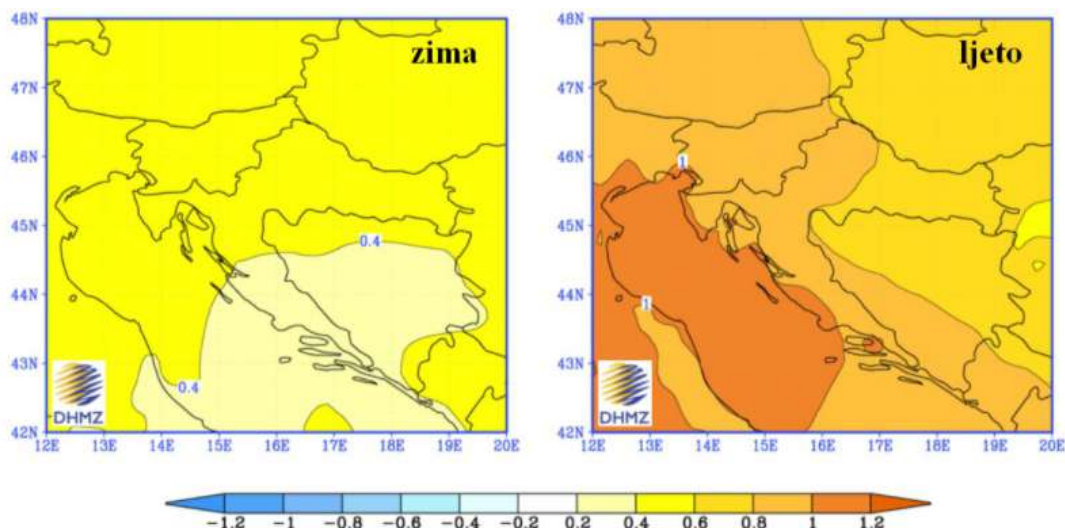 48N 47N 46N 45N 44N 43N 42N
zima
0.4
0.4
DHMZ
12E 13E 14E 15E 16E 17E 18E 19E 20E
48N 47N 46N 45N 44N 43N 42N
ljeto
1
1
DHMZ
12E 13E 14E 15E 16E 17E 18E 19E 20E
-1.2 -1 -0.8 -0.6 -0.4 -0.2 0.2 0.4 0.6 0.8 1 1.2